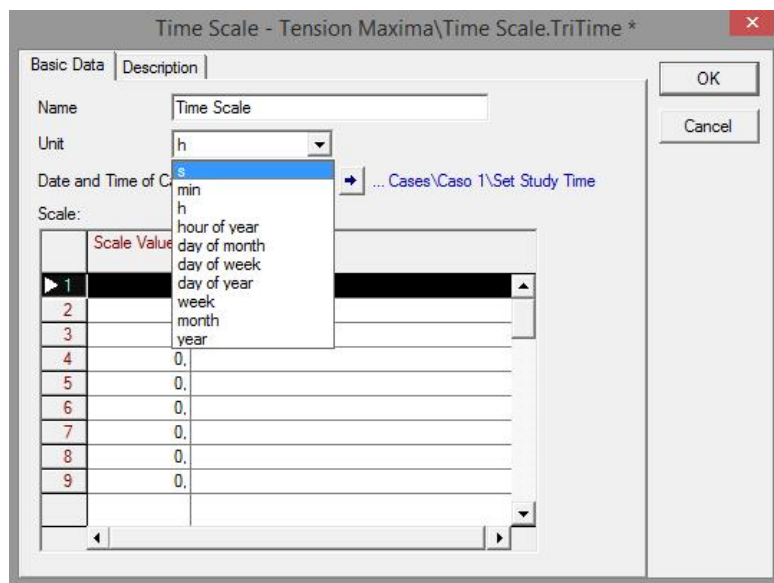 Time Scale - Tension Maxima\Time Scale.TriTime *
Basic Data
Description
OK
Cancel
Name
Time Scale
Unit
h
Date and Time of C
... Cases\Caso 1\Set Study Time
s
min
h
hour of year
day of month
day of week
day of year
week
month
year
Scale:
Scale Value
1
2
3
4 0,
5 0,
6 0,
7 0,
8 0,
9 0,